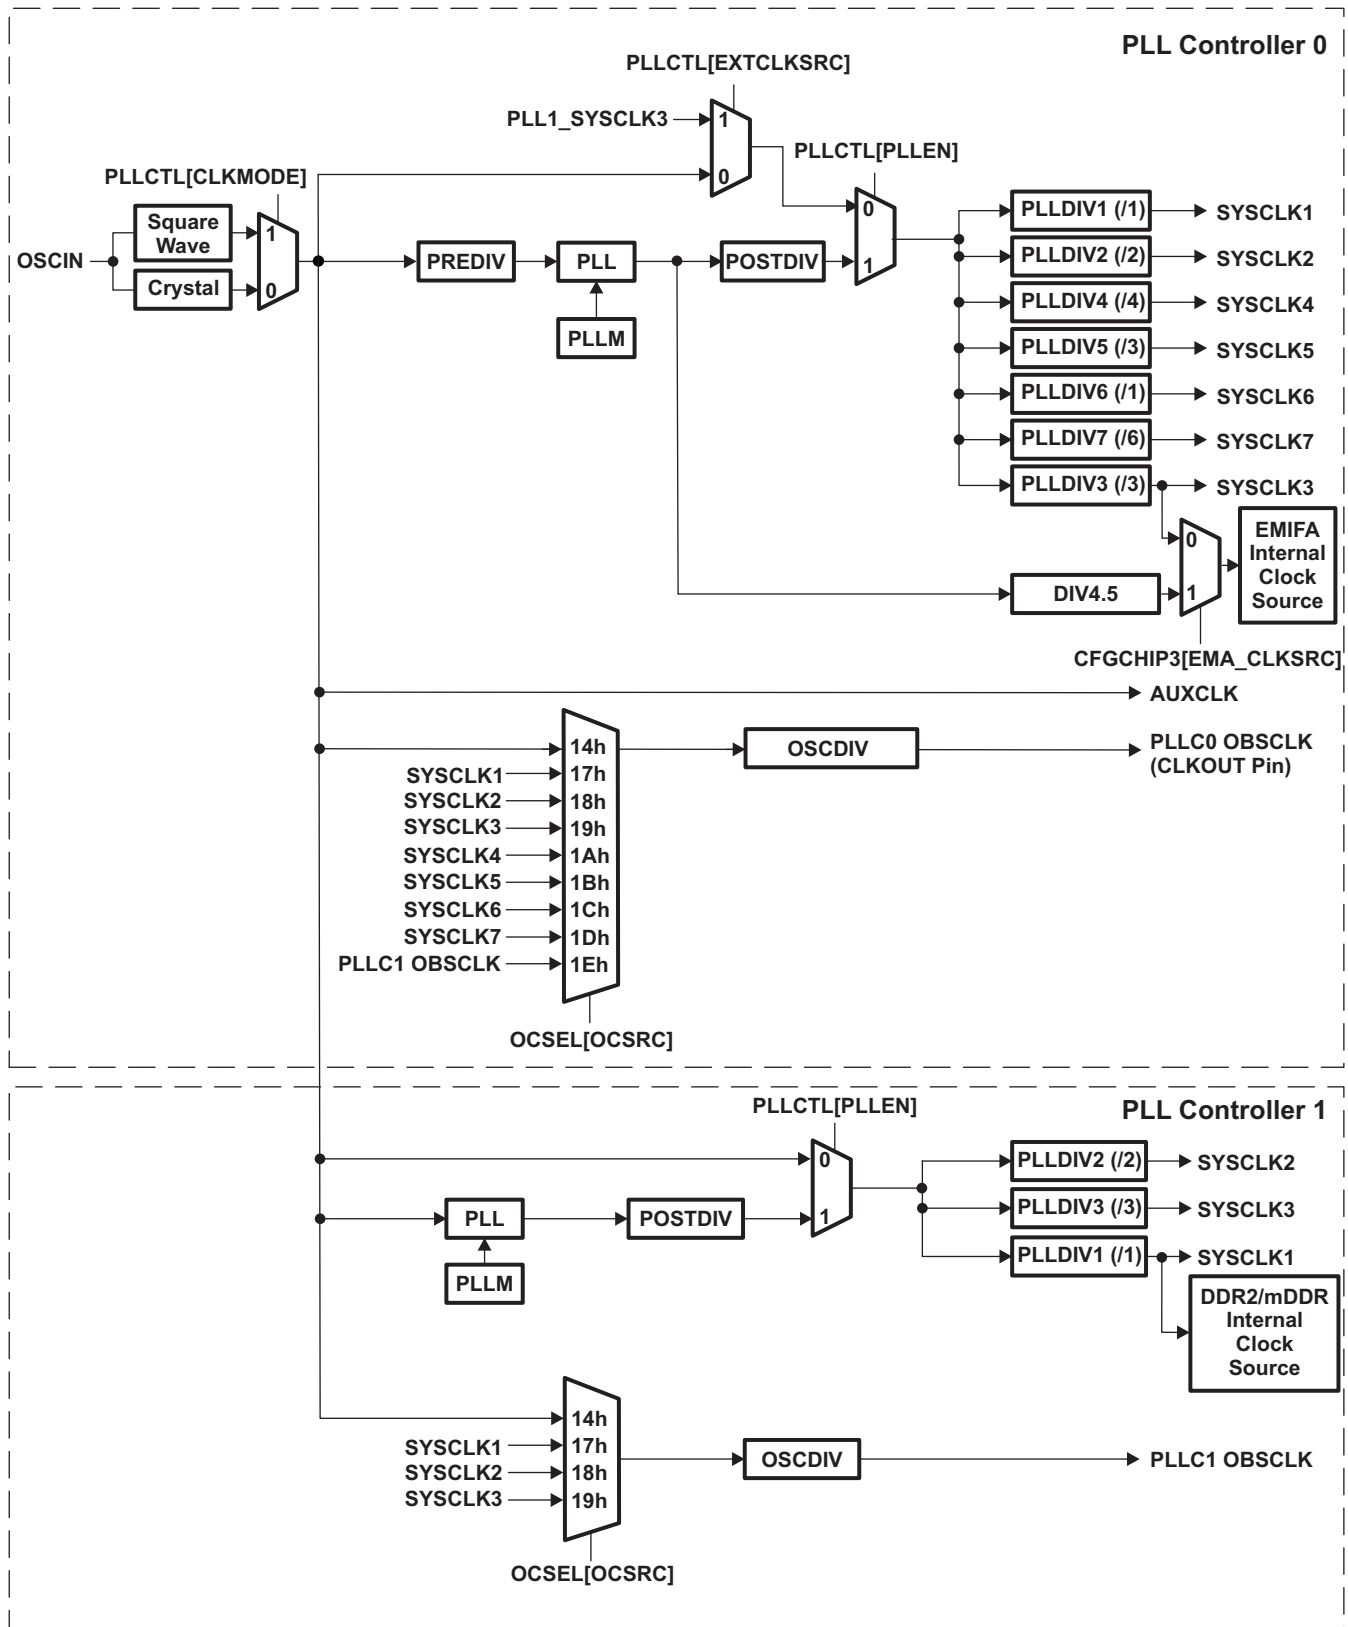 PLL Controller 0
PLLCTL[EXTCLKSRC]
PLL1_SYSCLK3
1
0
PLLCTL[PLLEN]
0
1
PLLCTL[CLKMODE]
OSCIN
Square
Wave
Crystal
1
0
PREDIV
PLL
POSTDIV
PLLM
PLLDIV1 (/1)
SYSCLK1
PLLDIV2 (/2)
SYSCLK2
PLLDIV4 (/4)
SYSCLK4
PLLDIV5 (/3)
SYSCLK5
PLLDIV6 (/1)
SYSCLK6
PLLDIV7 (/6)
SYSCLK7
PLLDIV3 (/3)
SYSCLK3
0
1
EMIFA
Internal
Clock
Source
DIV4.5
CFGCHIP3[EMA_CLKSRC]
AUXCLK
14h
OSCDIV
PLLC0 OBSCLK
(CLKOUT Pin)
SYSCLK1
17h
SYSCLK2
18h
SYSCLK3
19h
SYSCLK4
1Ah
SYSCLK5
1Bh
SYSCLK6
1Ch
SYSCLK7
1Dh
PLLC1 OBSCLK
1Eh
OCSEL[OCSRC]
PLL Controller 1
PLLCTL[PLLEN]
0
1
PLL
POSTDIV
PLLM
PLLDIV2 (/2)
SYSCLK2
PLLDIV3 (/3)
SYSCLK3
PLLDIV1 (/1)
SYSCLK1
DDR2/mDDR
Internal
Clock
Source
14h
SYSCLK1
17h
SYSCLK2
18h
SYSCLK3
19h
OSCDIV
PLLC1 OBSCLK
OCSEL[OCSRC]